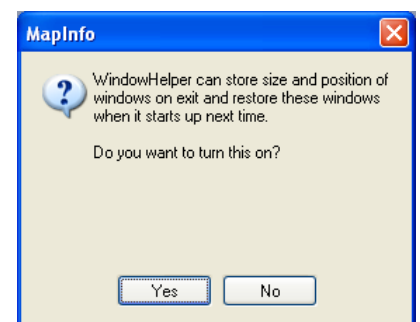 MapInfo
WindowHelper can store size and position of
windows on exit and restore these windows
when it starts up next time.
Do you want to turn this on?
Yes
No